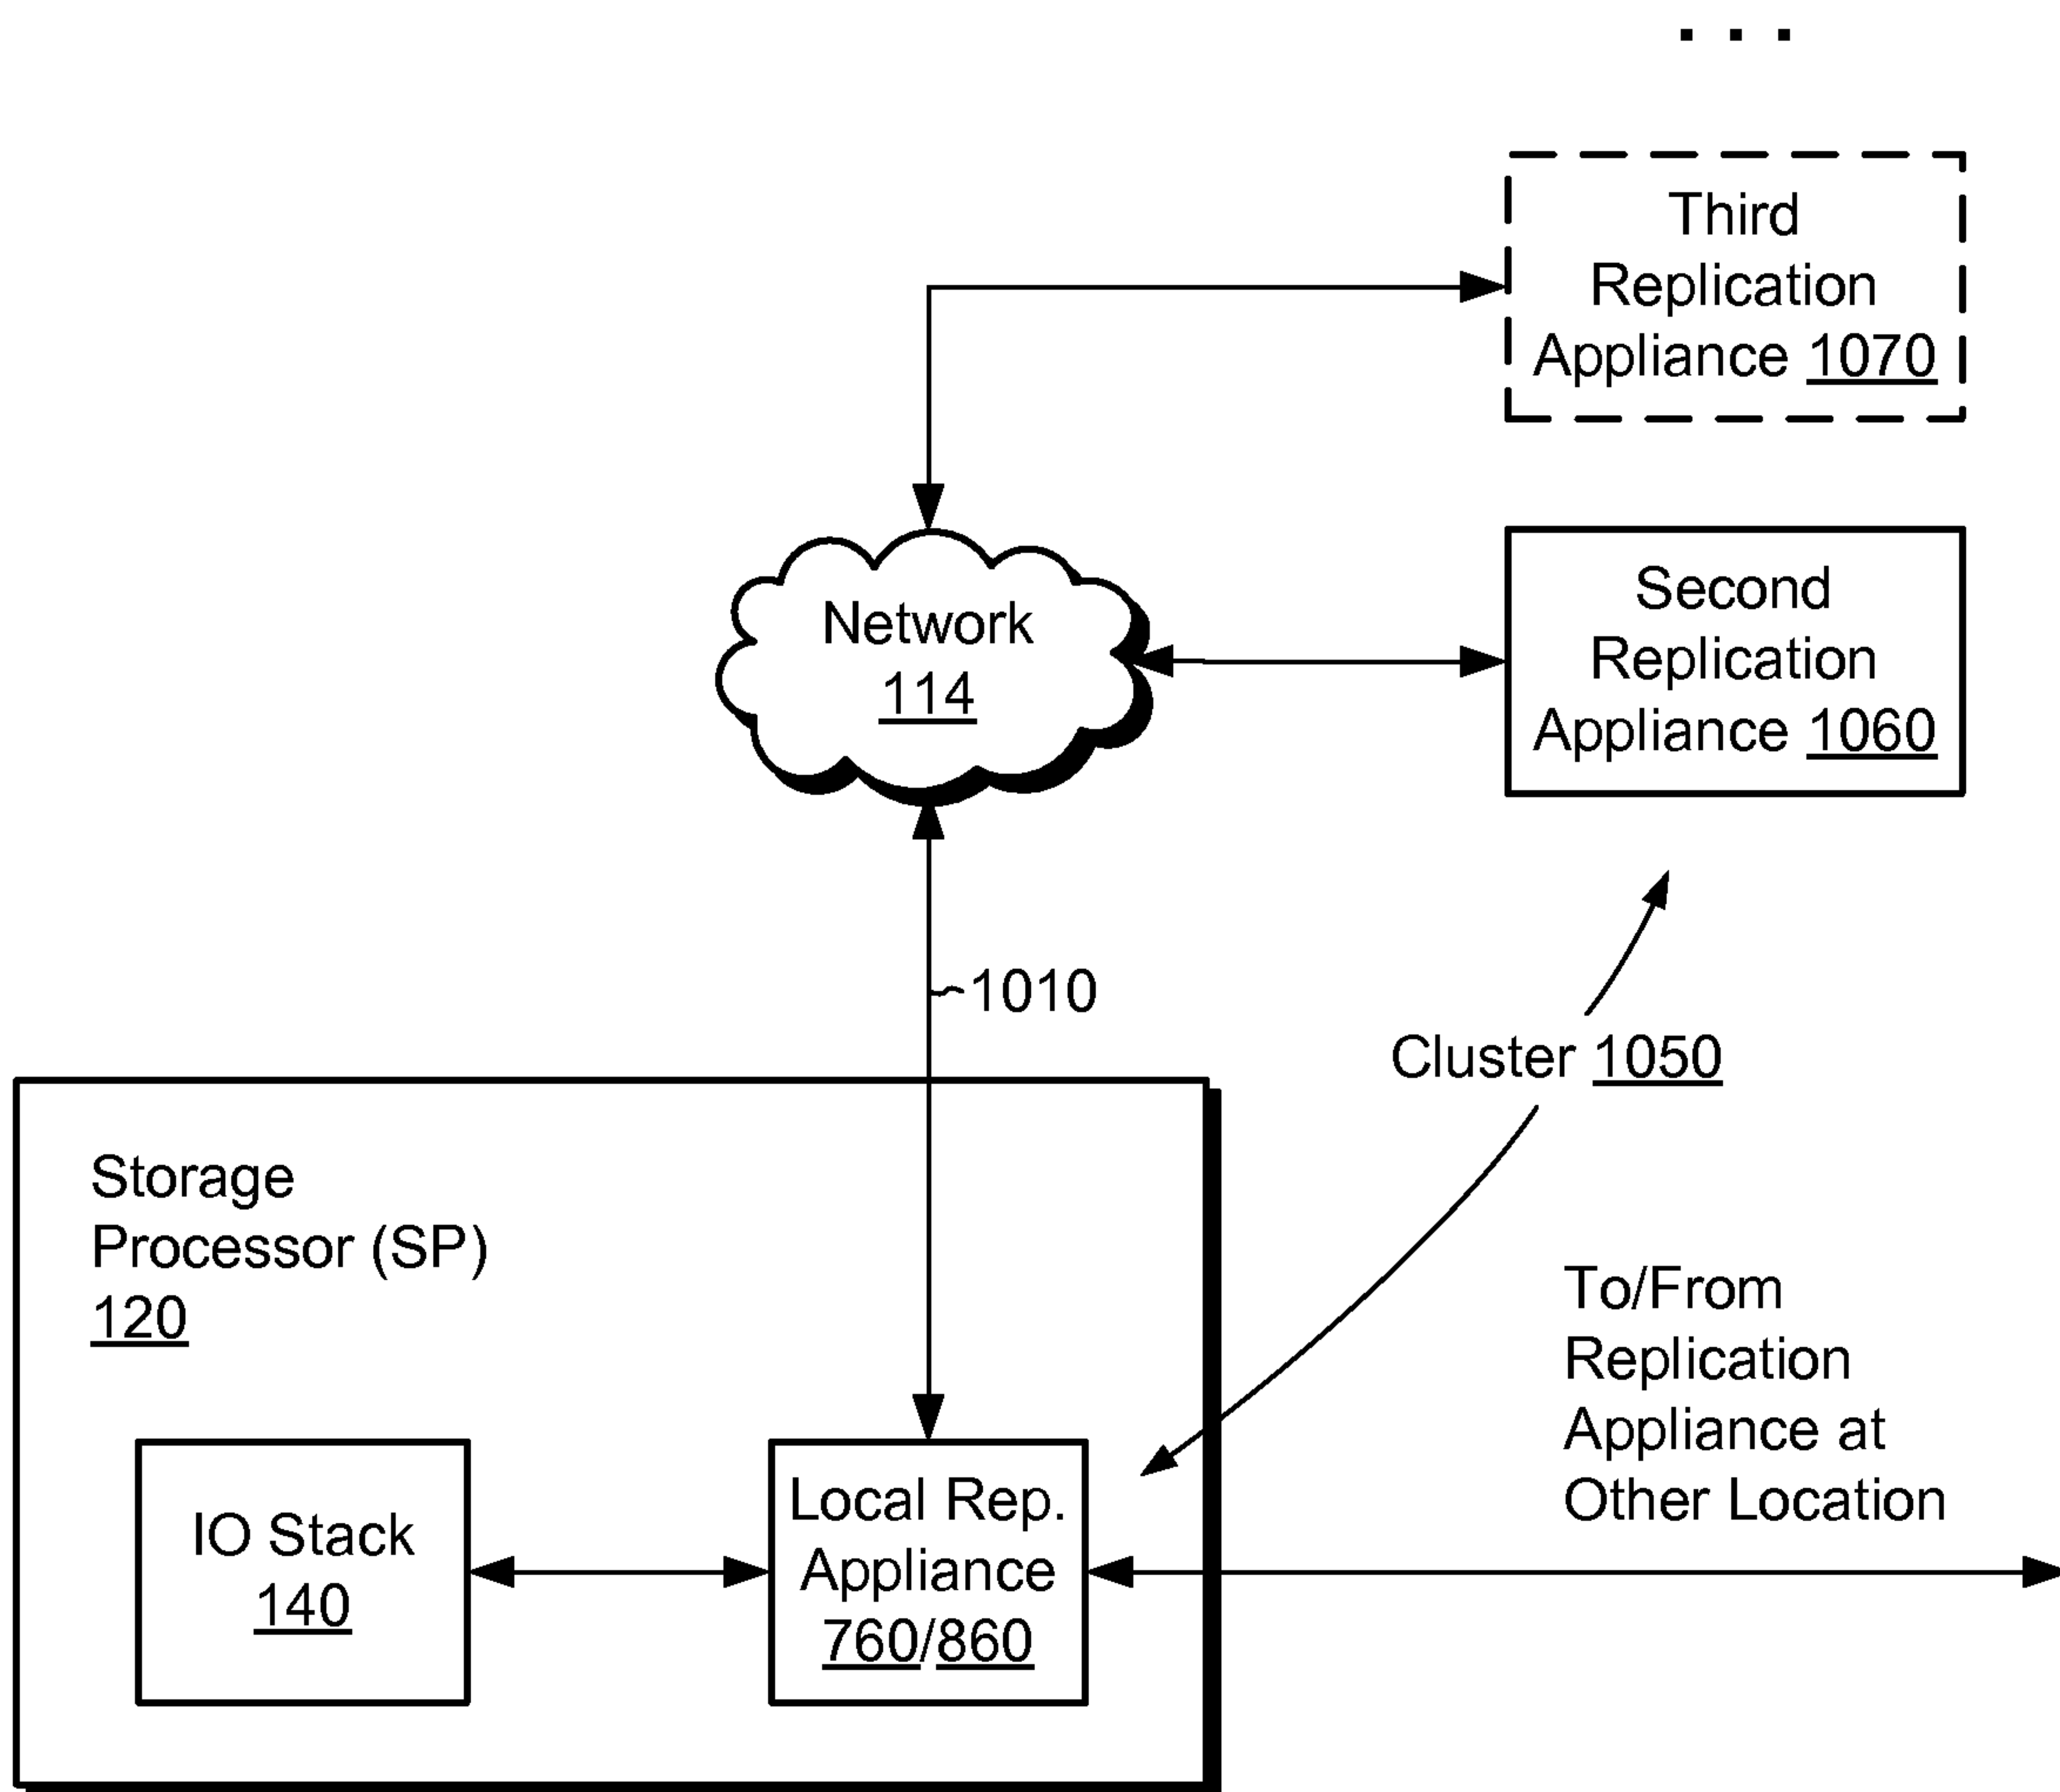 . . .
Third
Replication
Appliance 1070
Network
114
Second
Replication
Appliance 1060
1010
Cluster 1050
Storage
Processor (SP)
120
To/From
Replication
Appliance at
Other Location
IO Stack
140
Local Rep.
Appliance
760/860